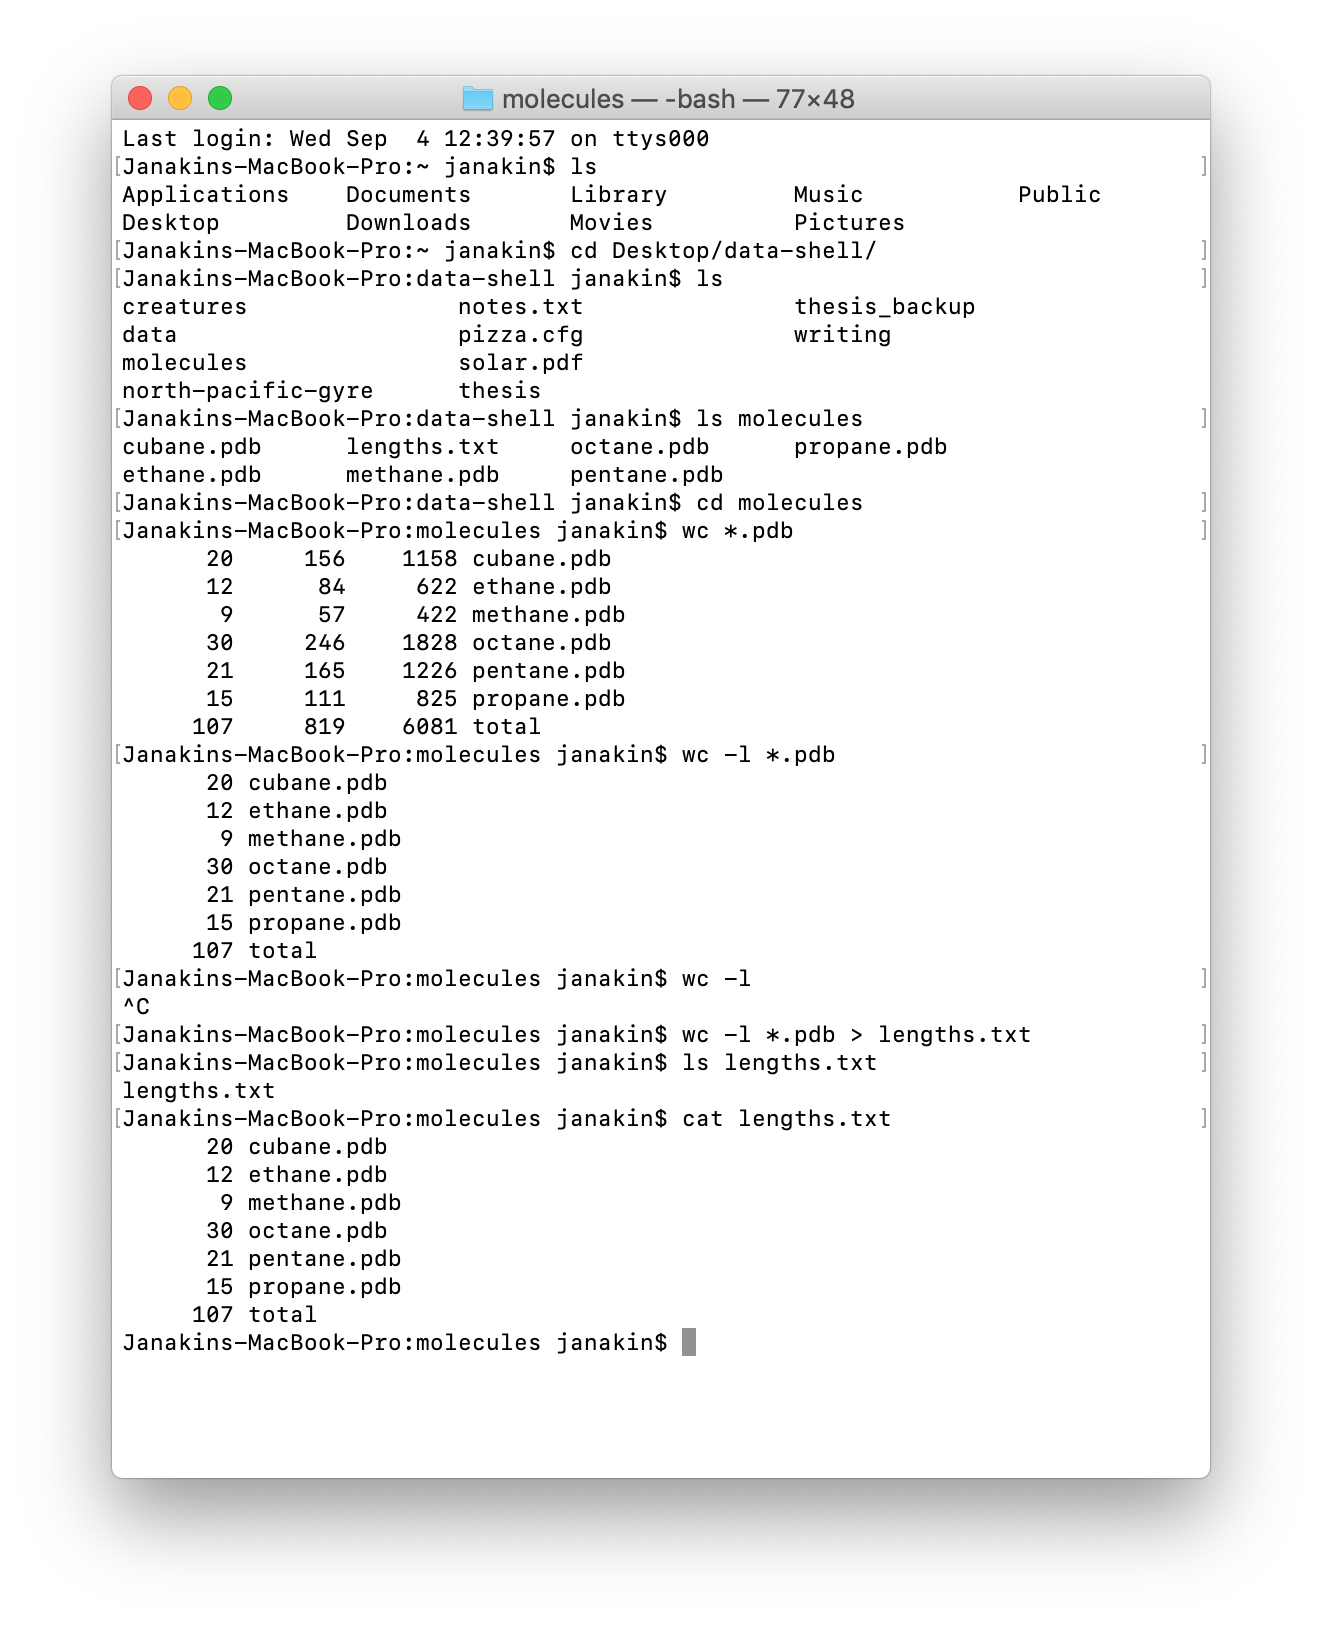 molecules — -bash — 77×48
Last login: Wed Sep  4 12:39:57 on ttys000
[Janakins-MacBook-Pro:~ janakin$ ls ]
Applications    Documents       Library         Music           Public
Desktop         Downloads       Movies          Pictures
[Janakins-MacBook-Pro:~ janakin$ cd Desktop/data-shell/ ]
[Janakins-MacBook-Pro:data-shell janakin$ ls ]
creatures               notes.txt               thesis_backup
data                    pizza.cfg               writing
molecules               solar.pdf
north-pacific-gyre      thesis
[Janakins-MacBook-Pro:data-shell janakin$ ls molecules ]
cubane.pdb      lengths.txt     octane.pdb      propane.pdb
ethane.pdb      methane.pdb     pentane.pdb
[Janakins-MacBook-Pro:data-shell janakin$ cd molecules ]
[Janakins-MacBook-Pro:molecules janakin$ wc *.pdb ]
      20     156    1158 cubane.pdb
      12      84     622 ethane.pdb
       9      57     422 methane.pdb
      30     246    1828 octane.pdb
      21     165    1226 pentane.pdb
      15     111     825 propane.pdb
     107     819    6081 total
[Janakins-MacBook-Pro:molecules janakin$ wc -l *.pdb ]
      20 cubane.pdb
      12 ethane.pdb
       9 methane.pdb
      30 octane.pdb
      21 pentane.pdb
      15 propane.pdb
     107 total
[Janakins-MacBook-Pro:molecules janakin$ wc -l ]
^C
[Janakins-MacBook-Pro:molecules janakin$ wc -l *.pdb > lengths.txt ]
[Janakins-MacBook-Pro:molecules janakin$ ls lengths.txt ]
lengths.txt
[Janakins-MacBook-Pro:molecules janakin$ cat lengths.txt ]
      20 cubane.pdb
      12 ethane.pdb
       9 methane.pdb
      30 octane.pdb
      21 pentane.pdb
      15 propane.pdb
     107 total
Janakins-MacBook-Pro:molecules janakin$